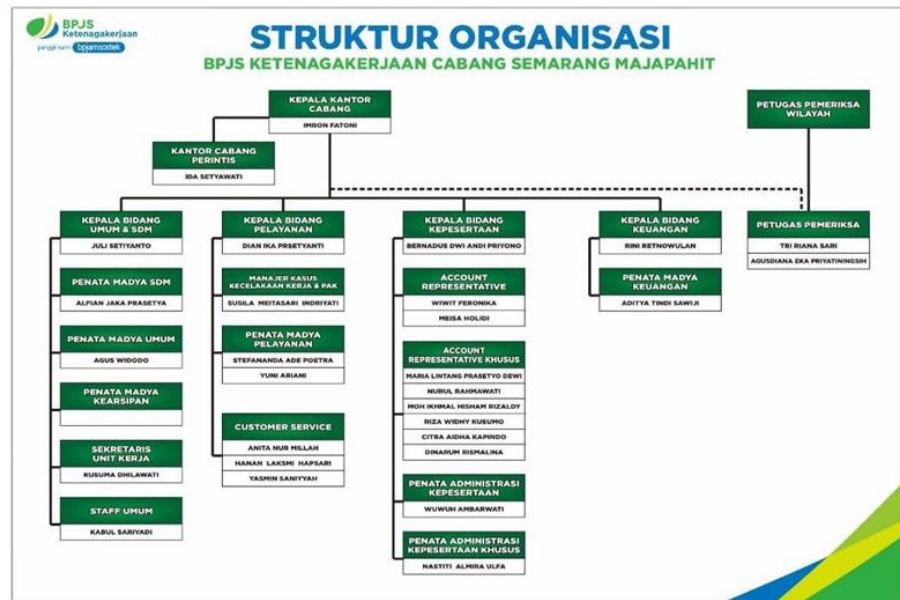 BPJS
Ketenagakerjaan
panggil kami bpjamsostek
STRUKTUR ORGANISASI
BPJS KETENAGAKERJAAN CABANG SEMARANG MAJAPAHIT
KEPALA KANTOR
CABANG
IMRON FATONI
KANTOR CABANG
PERINTIS
IDA SETYAWATI
PETUGAS PEMERIKSA
WILAYAH
KEPALA BIDANG
UMUM & SDM
JULI SETIYANTO
PENATA MADYA SDM
ALFIAN JAKA PRASETYA
PENATA MADYA UMUM
AGUS WIDODO
PENATA MADYA
KEARSIPAN
SEKRETARIS
UNIT KERJA
KUSUMA DHILAWATI
STAFF UMUM
KABUL SARIYADI
KEPALA BIDANG
PELAYANAN
DIAN IKA PRSETYANTI
MANAJER KASUS
KECELAKAAN KERJA & PAK
SUSILA MEITASARI INDRIYATI
PENATA MADYA
PELAYANAN
STEFANANDA ADE POETRA
YUNI ARIANI
CUSTOMER SERVICE
ANITA NUR MILLAH
HANAN LAKSMI HAPSARI
YASMIN SANIYYAH
KEPALA BIDANG
KEPESERTAAN
BERNADUS DWI ANDI PRIYONO
ACCOUNT
REPRESENTATIVE
WIWIT FERONIKA
MEISA HOLIDI
ACCOUNT
REPRESENTATIVE KHUSUS
MARIA LINTANG PRASETYO DEWI
NURUL RAHMAWATI
MOH IKHMAL HISHAM RIZALDY
RIZA WIDHY KUSUMO
CITRA AIDHA KAPINDO
DINARUM RISMALINA
PENATA ADMINISTRASI
KEPESERTAAN
WUWUH AMBARWATI
PENATA ADMINISTRASI
KEPESERTAAN KHUSUS
NASTITI ALMIRA ULFA
KEPALA BIDANG
KEUANGAN
RINI RETNOWULAN
PENATA MADYA
KEUANGAN
ADITYA TINDI SAWIJI
PETUGAS PEMERIKSA
TRI RIANA SARI
AGUSDIANA EKA PRIYATININGSIH